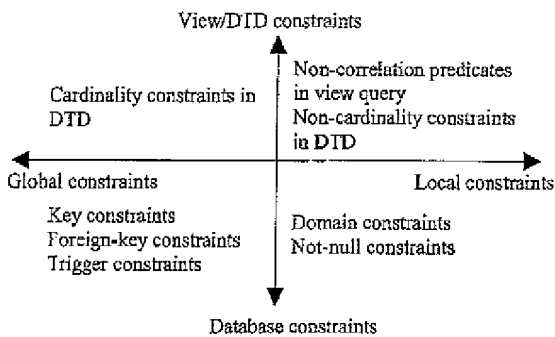 View/DTD constraints
Cardinality constraints in
DTD
Non-correlation predicates
in view query
Non-cardinality constraints
in DTD
Global constraints
Local constraints
Key constraints
Foreign-key constraints
Trigger constraints
Domain constraints
Not-null constraints
Database constraints